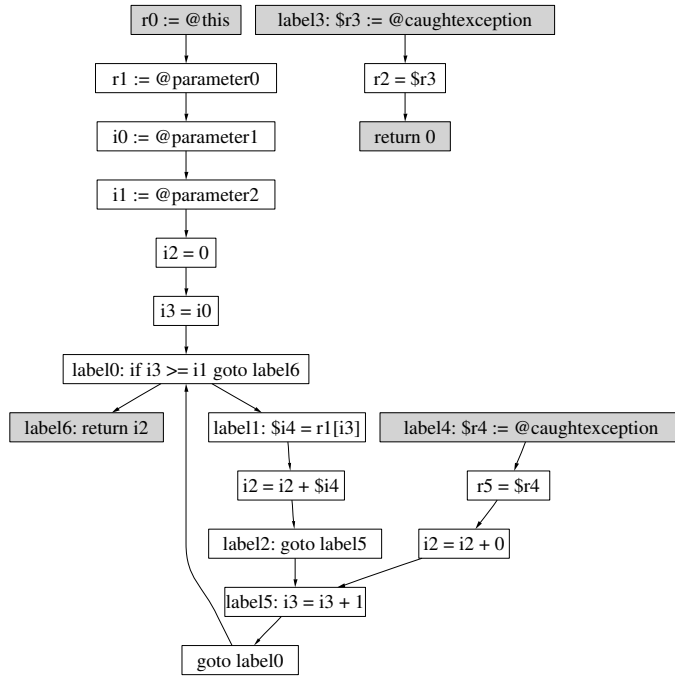 r0 := @this
label3: $r3 := @caughtexception
r1 := @parameter0
r2 = $r3
i0 := @parameter1
return 0
i1 := @parameter2
i2 = 0
i3 = i0
label0: if i3 >= i1 goto label6
label6: return i2
label1: $i4 = r1[i3]
label4: $r4 := @caughtexception
i2 = i2 + $i4
r5 = $r4
label2: goto label5
i2 = i2 + 0
label5: i3 = i3 + 1
goto label0